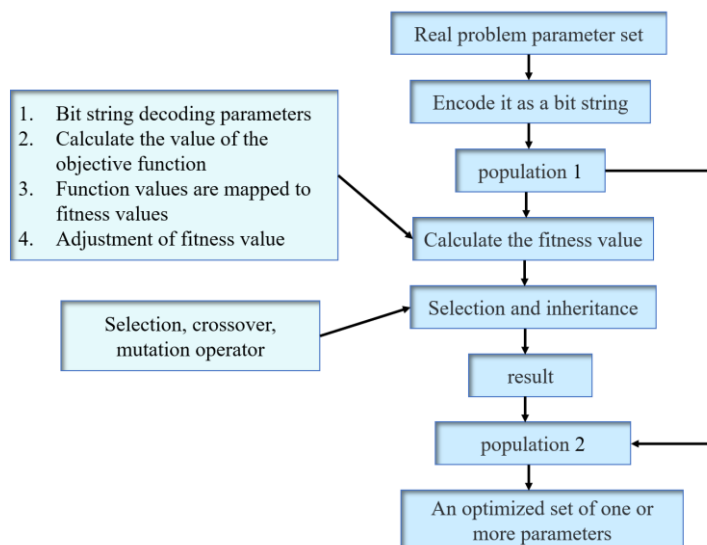 Real problem parameter set
Encode it as a bit string
population 1
1. Bit string decoding parameters
2. Calculate the value of the
objective function
3. Function values are mapped to
fitness values
4. Adjustment of fitness value
Calculate the fitness value
Selection and inheritance
Selection, crossover,
mutation operator
result
population 2
An optimized set of one or
more parameters